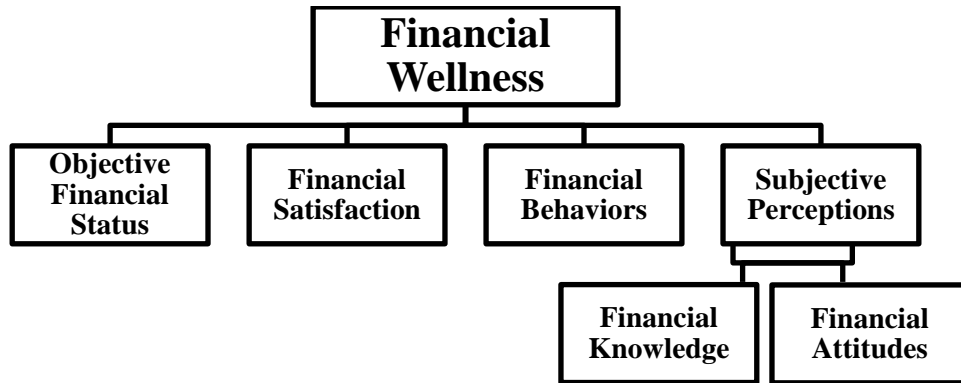 Financial
Wellness
Objective
Financial
Status
Financial
Satisfaction
Financial
Behaviors
Subjective
Perceptions
Financial
Knowledge
Financial
Attitudes